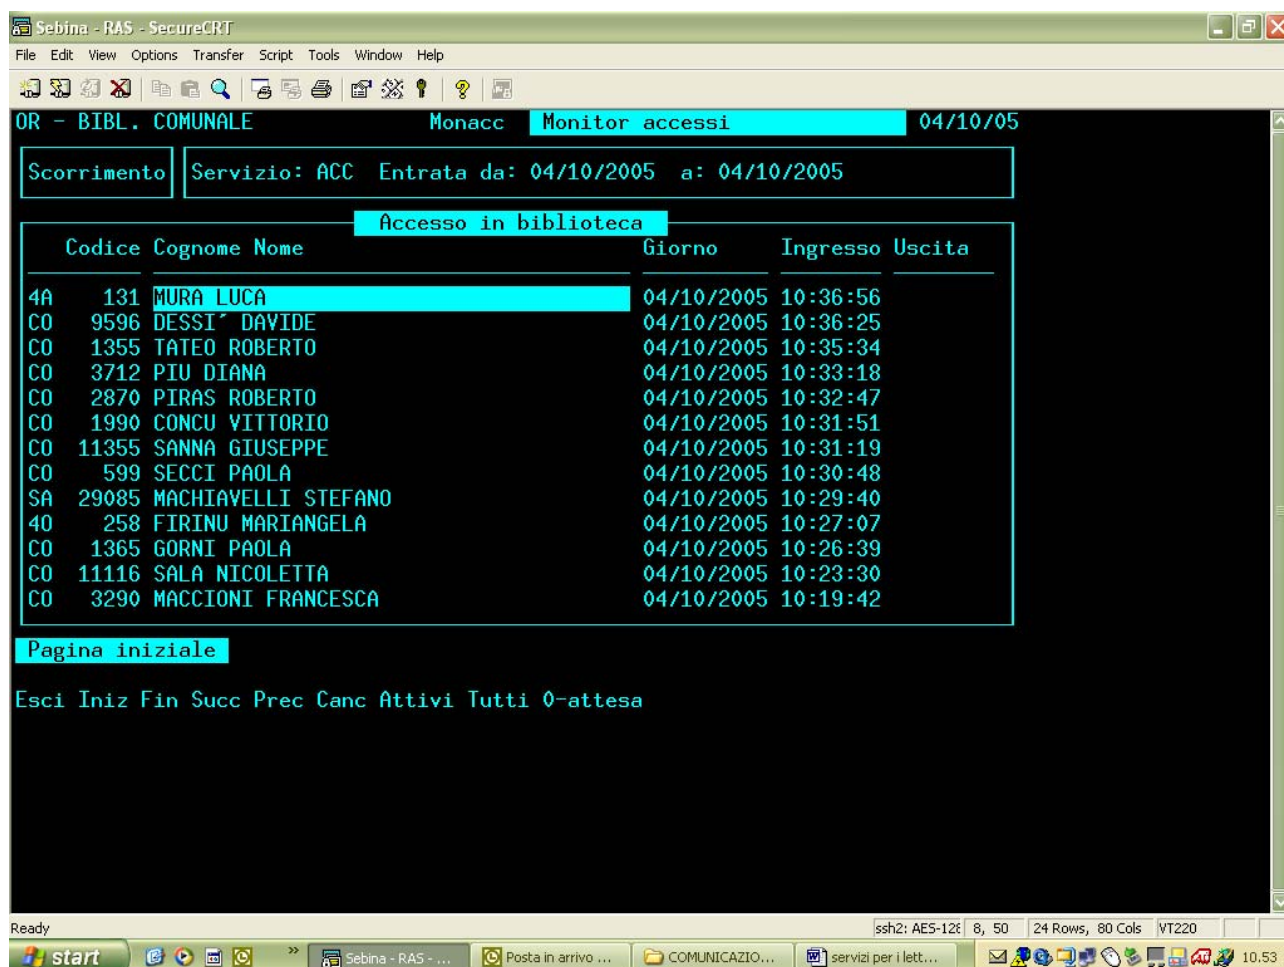 Sebina - RAS - SecureCRT
File Edit View Options Transfer Script Tools Window Help
OR - BIBL. COMUNALE Monacc Monitor accessi 04/10/05
Scorrimento Servizio: ACC Entrata da: 04/10/2005 a: 04/10/2005
Accesso in biblioteca
Codice Cognome Nome Giorno Ingresso Uscita
4A 131 MURA LUCA 04/10/2005 10:36:56
CO 9596 DESSI´ DAVIDE 04/10/2005 10:36:25
CO 1355 TATEO ROBERTO 04/10/2005 10:35:34
CO 3712 PIU DIANA 04/10/2005 10:33:18
CO 2870 PIRAS ROBERTO 04/10/2005 10:32:47
CO 1990 CONCU VITTORIO 04/10/2005 10:31:51
CO 11355 SANNA GIUSEPPE 04/10/2005 10:31:19
CO 599 SECCI PAOLA 04/10/2005 10:30:48
SA 29085 MACHIAVELLI STEFANO 04/10/2005 10:29:40
4O 258 FIRINU MARIANGELA 04/10/2005 10:27:07
CO 1365 GORNI PAOLA 04/10/2005 10:26:39
CO 11116 SALA NICOLETTA 04/10/2005 10:23:30
CO 3290 MACCIONI FRANCESCA 04/10/2005 10:19:42
Pagina iniziale
Esci Iniz Fin Succ Prec Canc Attivi Tutti O-attesa
Ready ssh2: AES-128 8, 50 24 Rows, 80 Cols VT220
start Sebina - RAS - ... Posta in arrivo ... COMUNICAZIO... servizi per i lett... 10.53